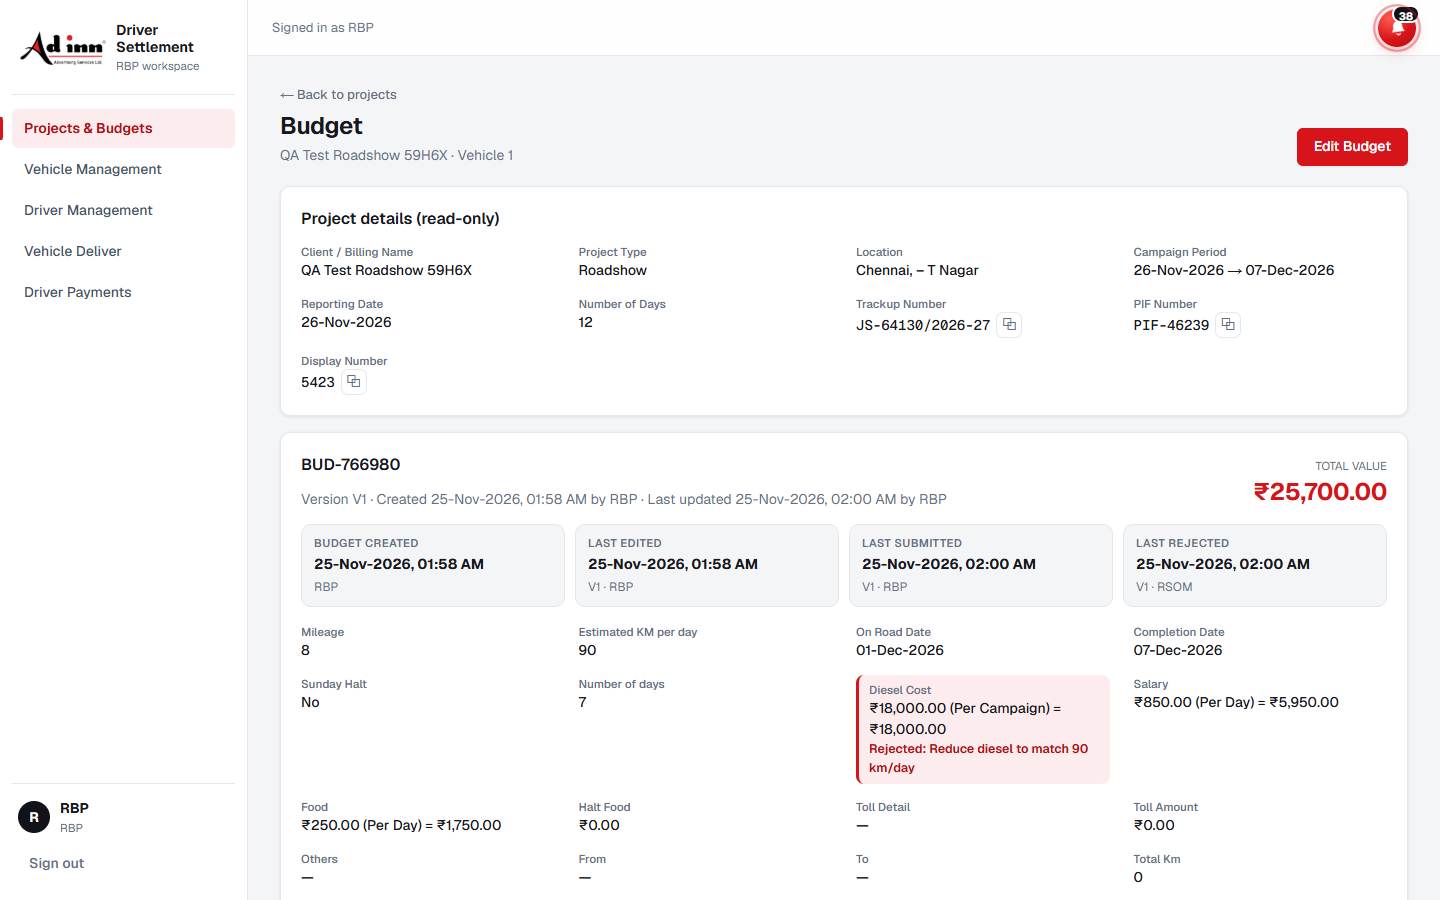 Ad inn
Advertising Services Ltd
Driver
Settlement
RBP workspace
Projects & Budgets
Vehicle Management
Driver Management
Vehicle Deliver
Driver Payments
R
RBP
RBP
Sign out
Signed in as RBP
38
← Back to projects
Budget
QA Test Roadshow 59H6X · Vehicle 1
Edit Budget
Project details (read-only)
Client / Billing Name
QA Test Roadshow 59H6X
Project Type
Roadshow
Location
Chennai, – T Nagar
Campaign Period
26-Nov-2026 → 07-Dec-2026
Reporting Date
26-Nov-2026
Number of Days
12
Trackup Number
JS-64130/2026-27
PIF Number
PIF-46239
Display Number
5423
BUD-766980
Version V1 · Created 25-Nov-2026, 01:58 AM by RBP · Last updated 25-Nov-2026, 02:00 AM by RBP
TOTAL VALUE
₹25,700.00
BUDGET CREATED
25-Nov-2026, 01:58 AM
RBP
LAST EDITED
25-Nov-2026, 01:58 AM
V1 · RBP
LAST SUBMITTED
25-Nov-2026, 02:00 AM
V1 · RBP
LAST REJECTED
25-Nov-2026, 02:00 AM
V1 · RSOM
Mileage
8
Estimated KM per day
90
On Road Date
01-Dec-2026
Completion Date
07-Dec-2026
Sunday Halt
No
Number of days
7
Diesel Cost
₹18,000.00 (Per Campaign) =
₹18,000.00
Rejected: Reduce diesel to match 90
km/day
Salary
₹850.00 (Per Day) = ₹5,950.00
Food
₹250.00 (Per Day) = ₹1,750.00
Halt Food
₹0.00
Toll Detail
—
Toll Amount
₹0.00
Others
—
From
—
To
—
Total Km
0